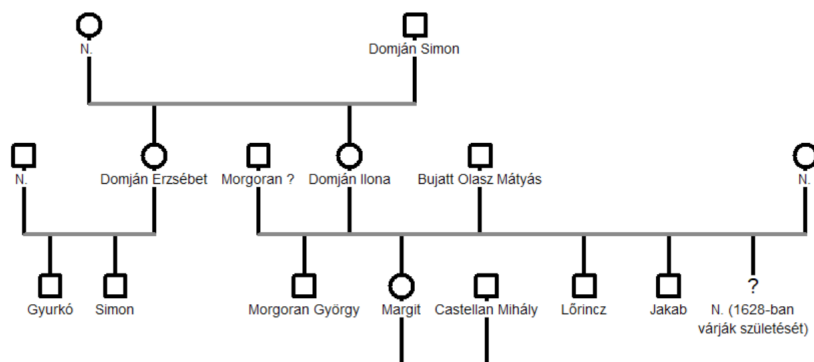 N.
Domján Simon
N.
Domján Erzsébet
Morgoran ?
Domján Ilona
Bujatt Olasz Mátyás
N.
Gyurkó
Simon
Morgoran György
Margit
Castellan Mihály
Lőrincz
Jakab
?
N. (1628-ban
várják születését)